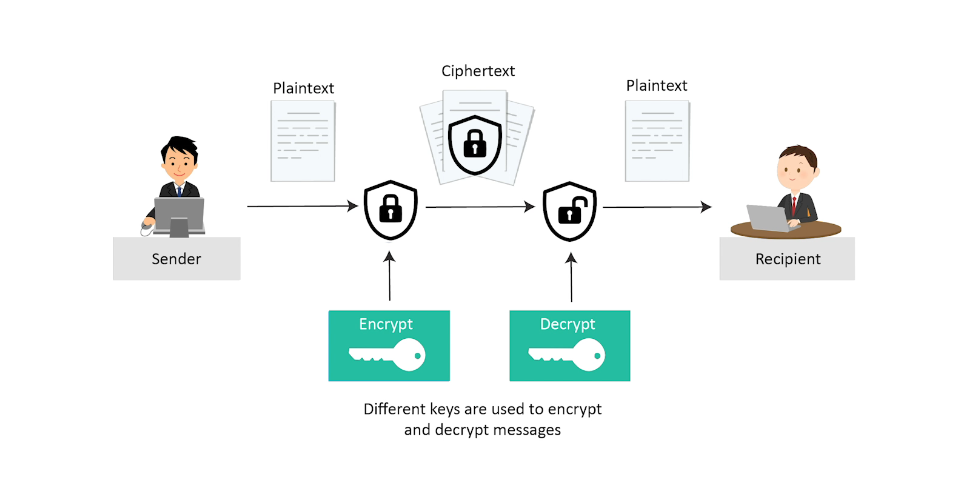 Plaintext
Ciphertext
Plaintext
Sender
Recipient
Encrypt
Decrypt
Different keys are used to encrypt
and decrypt messages